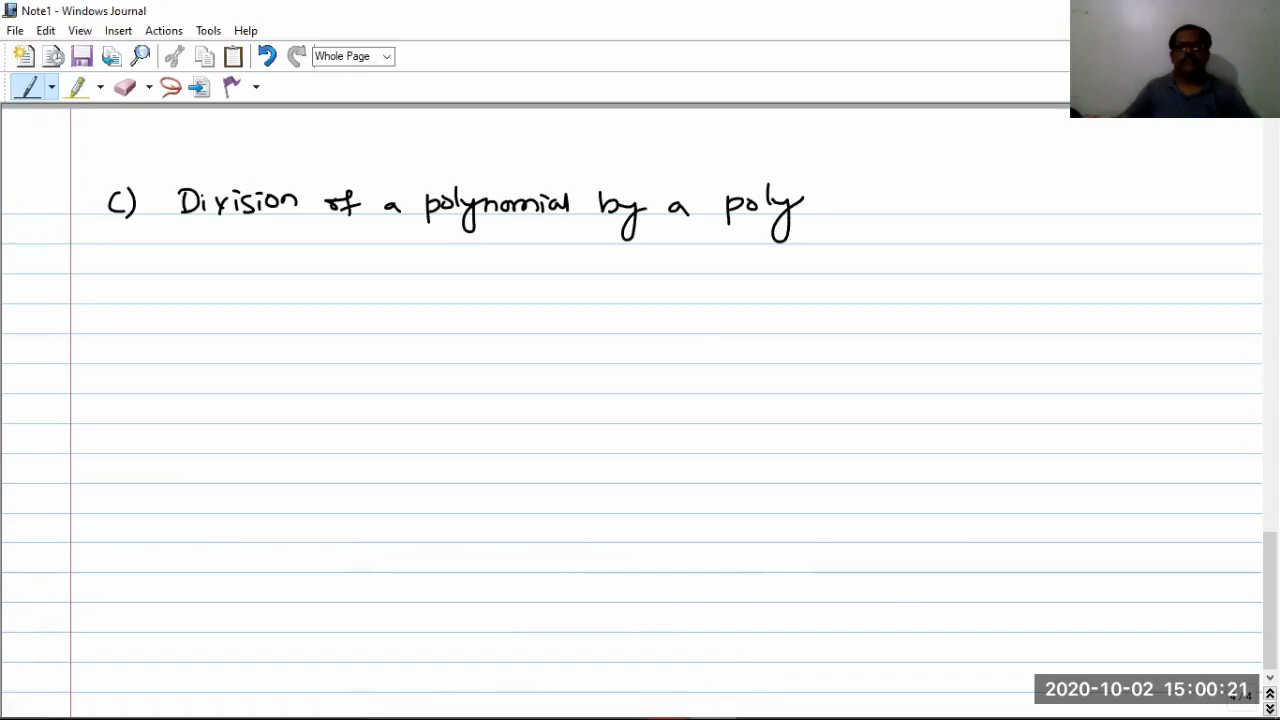 Note1 - Windows Journal
File Edit View Insert Actions Tools Help
Whole Page
C) Division of a polynomial by a poly
2020-10-02 15:00:21